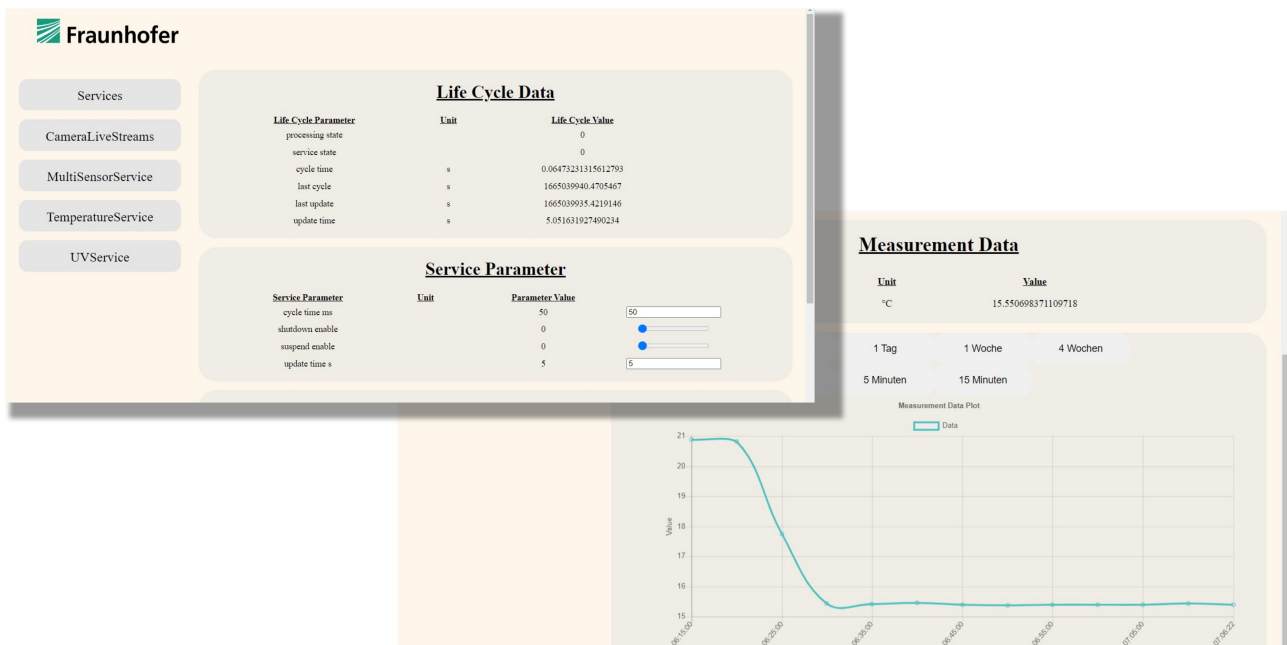 Fraunhofer
Services
CameraLiveStreams
MultiSensorService
TemperatureService
UVService
Life Cycle Data
Life Cycle Parameter Unit Life Cycle Value
processing state 0
service state 0
cycle time s 0.06473231315612793
last cycle s 1665039940.4705467
last update s 1665039935.4219146
update time s 5.051631927490234
Service Parameter
Service Parameter Unit Parameter Value
cycle time ms 50 50
shutdown enable 0
suspend enable 0
update time s 5 5
Measurement Data
Unit Value
°C 15.550698371109718
1 Tag 1 Woche 4 Wochen
5 Minuten 15 Minuten
Measurement Data Plot
Data
Value
21
20
19
18
17
16
15
06:15:00 06:25:00 06:35:00 06:45:00 06:55:00 07:05:00 07:06:22